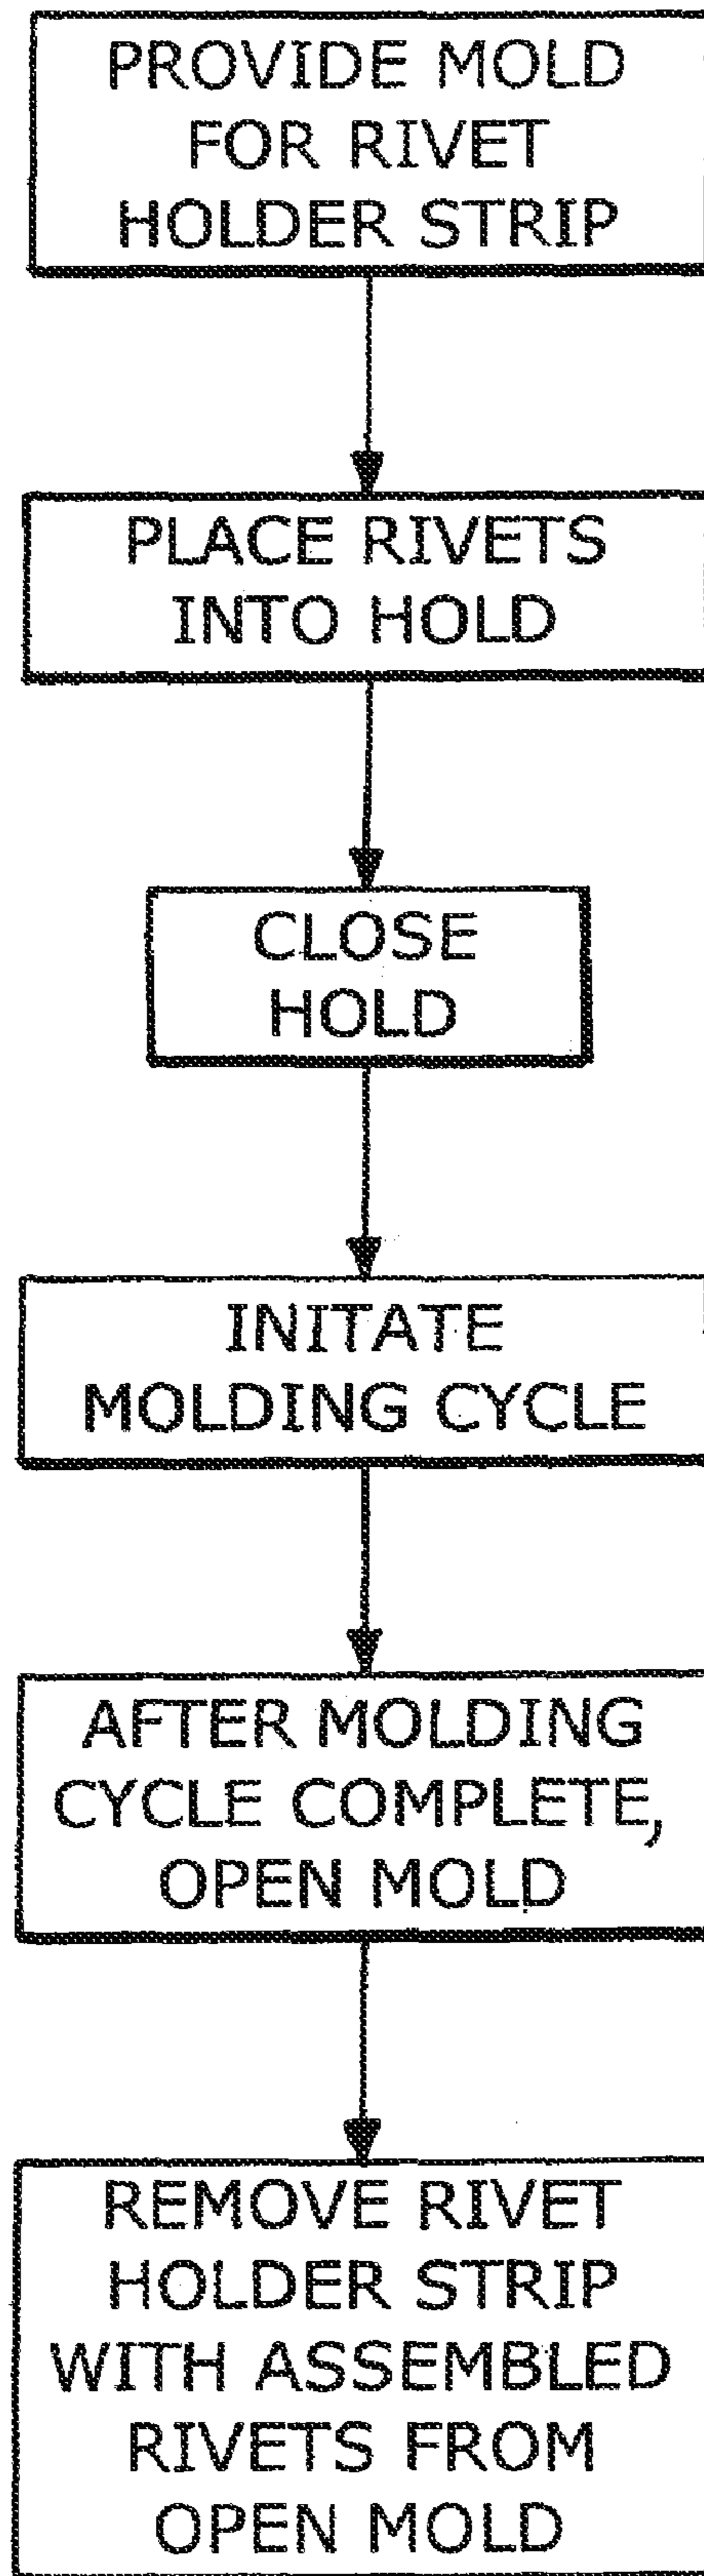 PROVIDE MOLD
FOR RIVET
HOLDER STRIP
PLACE RIVETS
INTO HOLD
CLOSE
HOLD
INITATE
MOLDING CYCLE
AFTER MOLDING
CYCLE COMPLETE,
OPEN MOLD
REMOVE RIVET
HOLDER STRIP
WITH ASSEMBLED
RIVETS FROM
OPEN MOLD